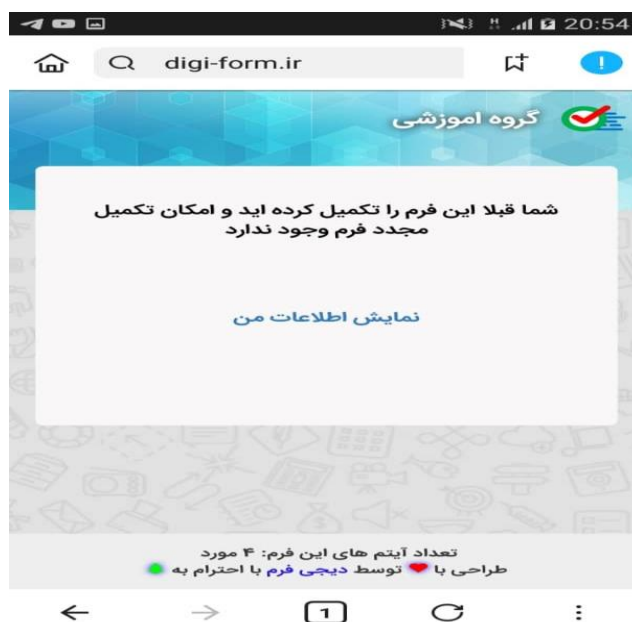 20:54
digi-form.ir
گروه اموزشی
شما قبلا این فرم را تکمیل کرده اید و امکان تکمیل
مجدد فرم وجود ندارد
نمایش اطلاعات من
تعداد آیتم های این فرم: ۴ مورد
طراحی با توسط دیجی فرم با احترام به
1